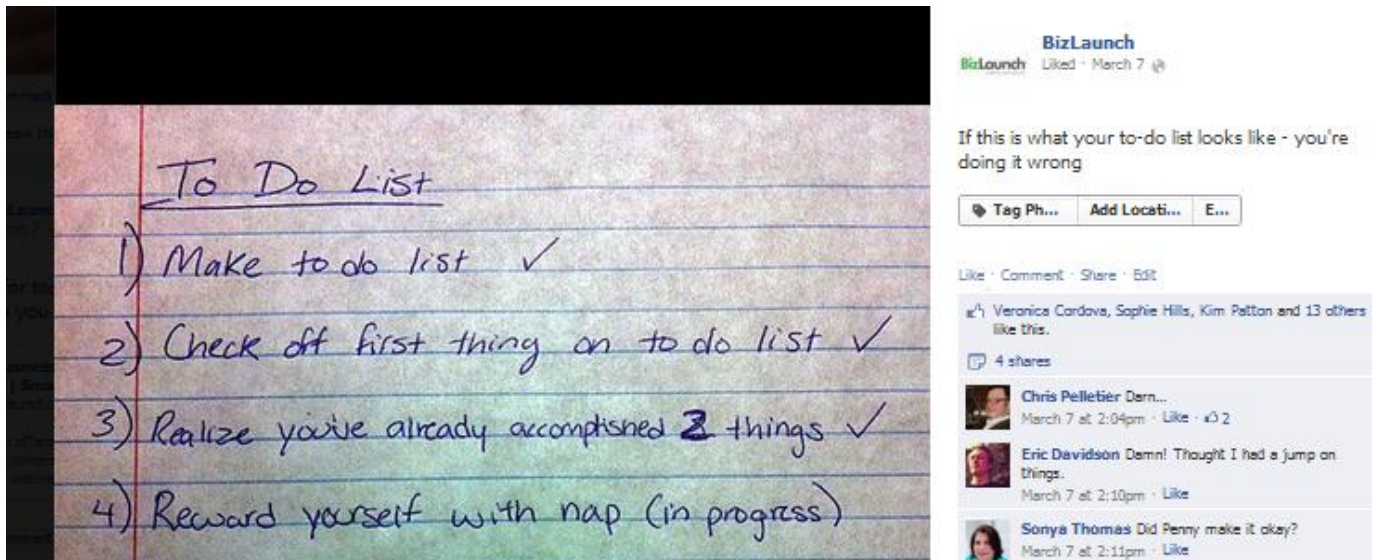 To Do List
1) Make to do list ✓
2) Check off first thing on to do list ✓
3) Realize you've already accomplished 2 things ✓
4) Reward yourself with nap (in progress)
BizLaunch
BizLaunch
Liked · March 7
If this is what your to-do list looks like - you're
doing it wrong
Tag Ph... Add Locati... E...
Like · Comment · Share · Edit
Veronica Cordova, Sophie Hills, Kim Patton and 13 others
like this.
4 shares
Chris Pelletier Darn...
March 7 at 2:04pm · Like · 2
Eric Davidson Damn! Thought I had a jump on
things.
March 7 at 2:10pm · Like
Sonya Thomas Did Penny make it okay?
March 7 at 2:11pm · Like